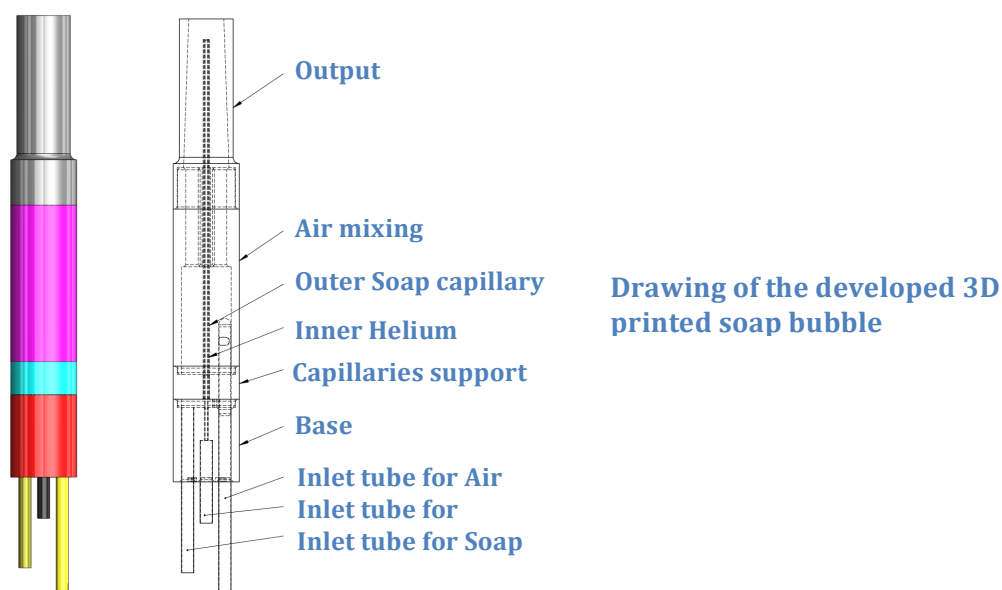 Output
Air mixing
Outer Soap capillary
Inner Helium
Capillaries support
Base
Inlet tube for Air
Inlet tube for
Inlet tube for Soap
Drawing of the developed 3D
printed soap bubble